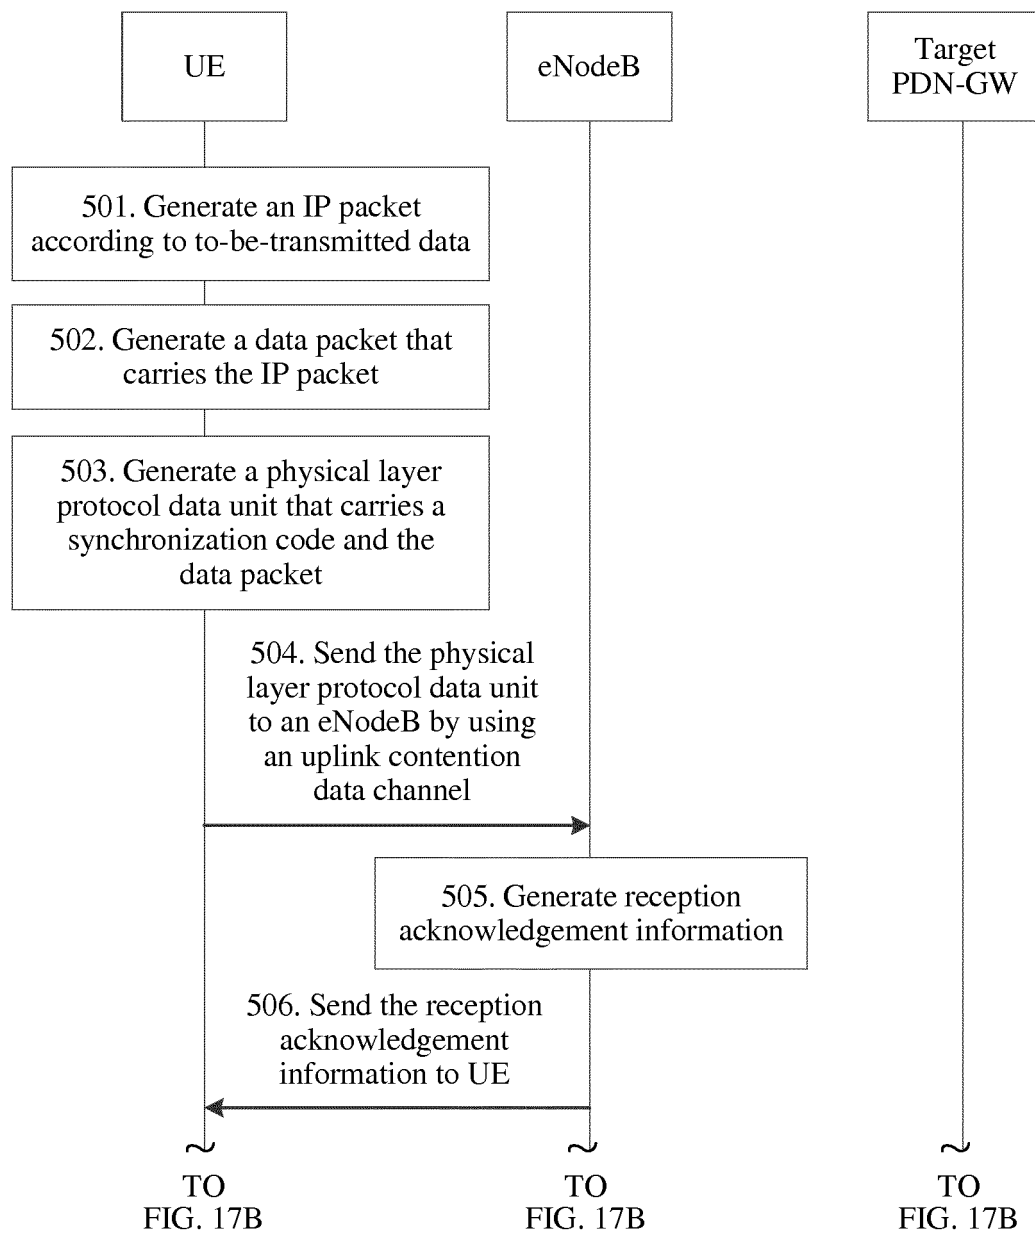 UE
eNodeB
Target
PDN-GW
501. Generate an IP packet
according to to-be-transmitted data
502. Generate a data packet that
carries the IP packet
503. Generate a physical layer
protocol data unit that carries a
synchronization code and the
data packet
504. Send the physical
layer protocol data unit
to an eNodeB by using
an uplink contention
data channel
505. Generate reception
acknowledgement information
506. Send the reception
acknowledgement
information to UE
TO
FIG. 17B
TO
FIG. 17B
TO
FIG. 17B